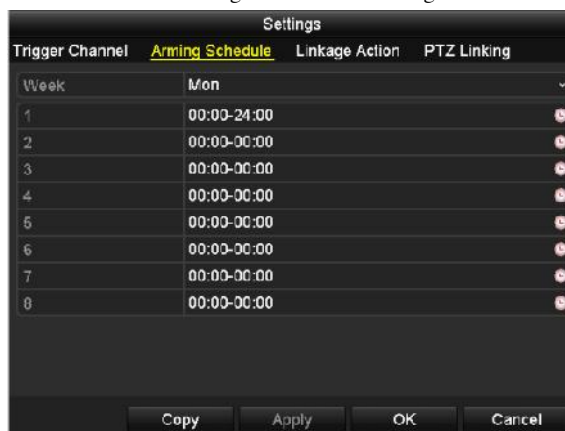 Settings
Trigger Channel Arming Schedule Linkage Action PTZ Linking
Week Mon
1 00:00-24:00
2 00:00-00:00
3 00:00-00:00
4 00:00-00:00
5 00:00-00:00
6 00:00-00:00
7 00:00-00:00
8 00:00-00:00
Copy Apply OK Cancel